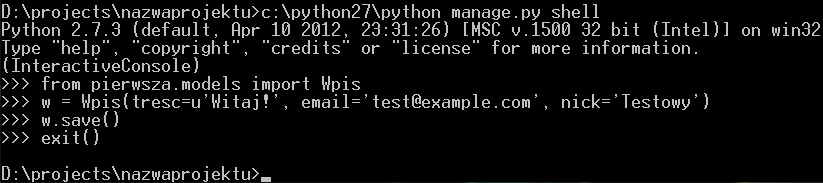 D:\projects\nazwaprojektu>c:\python27\python manage.py shell
Python 2.7.3 (default, Apr 10 2012, 23:31:26) [MSC v.1500 32 bit (Intel)] on win32
Type "help", "copyright", "credits" or "license" for more information.
(InteractiveConsole)
>>> from pierwsza.models import Wpis
>>> w = Wpis(tresc=u'Witaj!', email='test@example.com', nick='Testowy')
>>> w.save()
>>> exit()
D:\projects\nazwaprojektu>_